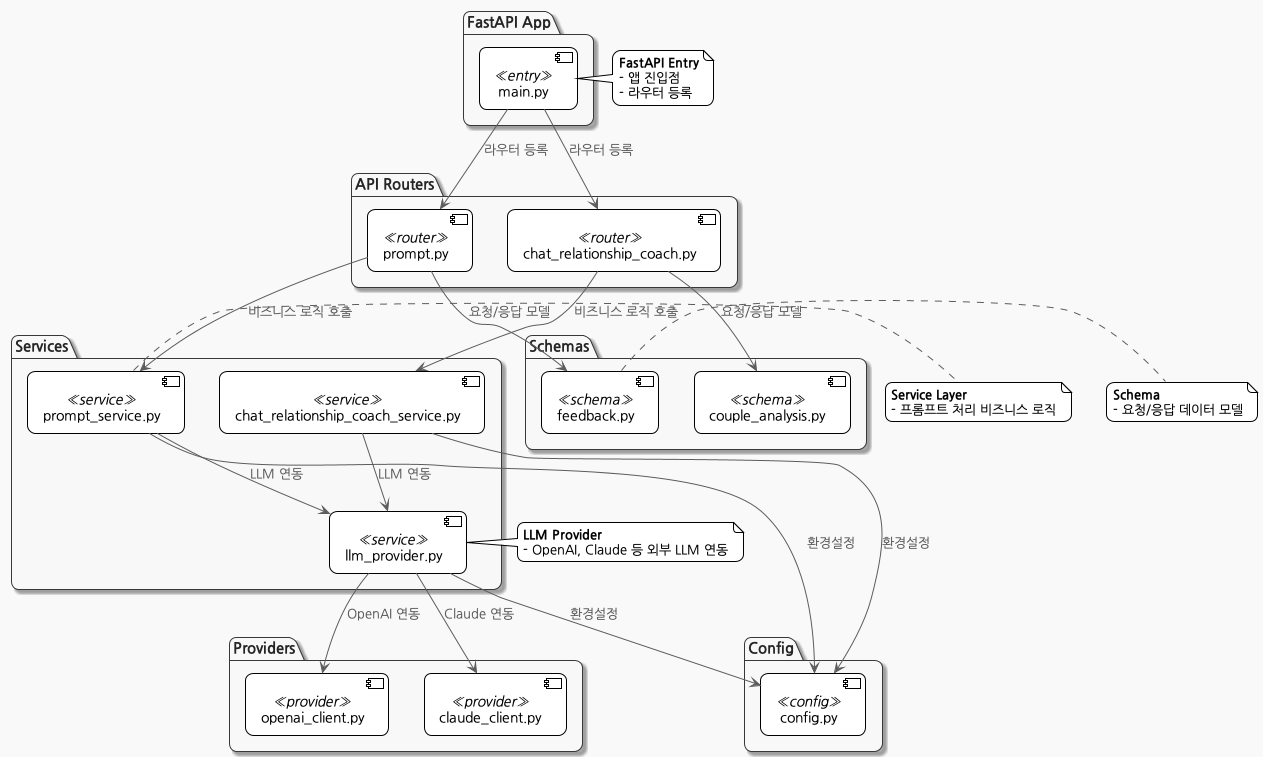 FastAPI App
≪entry≫
main.py
FastAPI Entry
- 앱 진입점
- 라우터 등록
라우터 등록
라우터 등록
API Routers
≪router≫
prompt.py
≪router≫
chat_relationship_coach.py
비즈니스 로직 호출
요청/응답 모델
비즈니스 로직 호출
요청/응답 모델
Services
≪service≫
prompt_service.py
≪service≫
chat_relationship_coach_service.py
Schemas
≪schema≫
feedback.py
≪schema≫
couple_analysis.py
Service Layer
- 프롬프트 처리 비즈니스 로직
Schema
- 요청/응답 데이터 모델
LLM 연동
LLM 연동
≪service≫
llm_provider.py
LLM Provider
- OpenAI, Claude 등 외부 LLM 연동
환경설정
환경설정
OpenAI 연동
Claude 연동
환경설정
Providers
≪provider≫
openai_client.py
≪provider≫
claude_client.py
Config
≪config≫
config.py